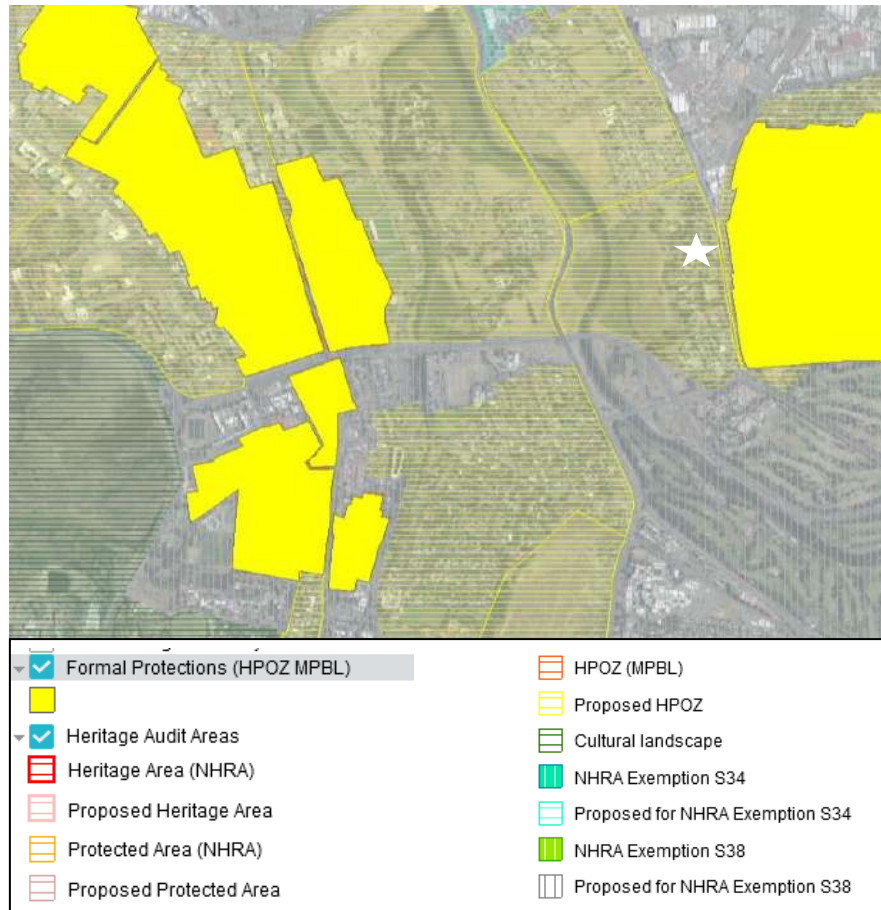 Formal Protections (HPOZ MPBL)
Heritage Audit Areas
Heritage Area (NHRA)
Proposed Heritage Area
Protected Area (NHRA)
Proposed Protected Area
HPOZ (MPBL)
Proposed HPOZ
Cultural landscape
NHRA Exemption S34
Proposed for NHRA Exemption S34
NHRA Exemption S38
Proposed for NHRA Exemption S38